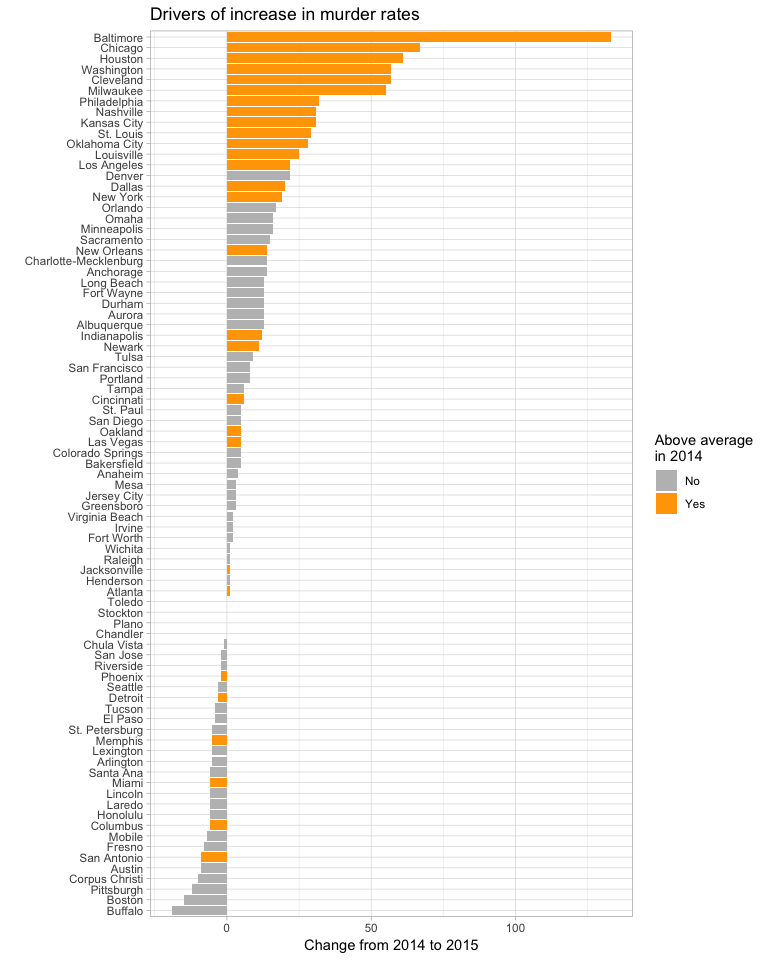 Drivers of increase in murder rates
Baltimore
Chicago
Houston
Washington
Cleveland
Milwaukee
Philadelphia
Nashville
Kansas City
St. Louis
Oklahoma City
Louisville
Los Angeles
Denver
Dallas
New York
Orlando
Omaha
Minneapolis
Sacramento
New Orleans
Charlotte-Mecklenburg
Anchorage
Long Beach
Fort Wayne
Durham
Aurora
Albuquerque
Indianapolis
Newark
Tulsa
San Francisco
Portland
Tampa
Cincinnati
St. Paul
San Diego
Oakland
Las Vegas
Colorado Springs
Bakersfield
Anaheim
Mesa
Jersey City
Greensboro
Virginia Beach
Irvine
Fort Worth
Wichita
Raleigh
Jacksonville
Henderson
Atlanta
Toledo
Stockton
Plano
Chandler
Chula Vista
San Jose
Riverside
Phoenix
Seattle
Detroit
Tucson
El Paso
St. Petersburg
Memphis
Lexington
Arlington
Santa Ana
Miami
Lincoln
Laredo
Honolulu
Columbus
Mobile
Fresno
San Antonio
Austin
Corpus Christi
Pittsburgh
Boston
Buffalo
0 50 100
Change from 2014 to 2015
Above average
in 2014
No
Yes